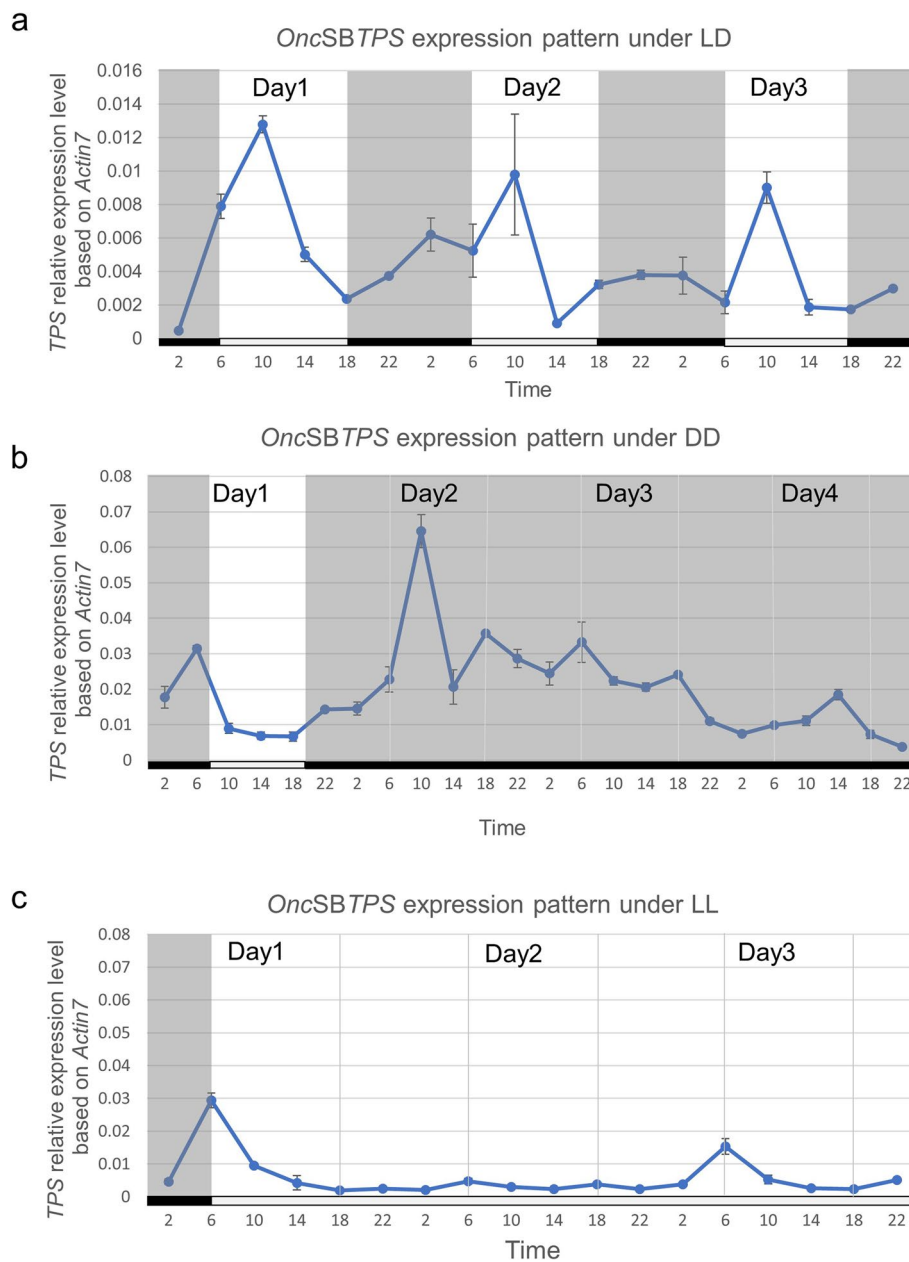 a
OncSBTPS expression pattern under LD
TPS relative expression level
based on Actin7
0.016
0.014
0.012
0.01
0.008
0.006
0.004
0.002
0
Day1 Day2 Day3
2 6 10 14 18 22 2 6 10 14 18 22 2 6 10 14 18 22
Time
b
OncSBTPS expression pattern under DD
TPS relative expression level
based on Actin7
0.08
0.07
0.06
0.05
0.04
0.03
0.02
0.01
0
Day1 Day2 Day3 Day4
2 6 10 14 18 22 2 6 10 14 18 22 2 6 10 14 18 22 2 6 10 14 18 22
Time
c
OncSBTPS expression pattern under LL
TPS relative expression level
based on Actin7
0.08
0.07
0.06
0.05
0.04
0.03
0.02
0.01
0
Day1 Day2 Day3
2 6 10 14 18 22 2 6 10 14 18 22 2 6 10 14 18 22
Time